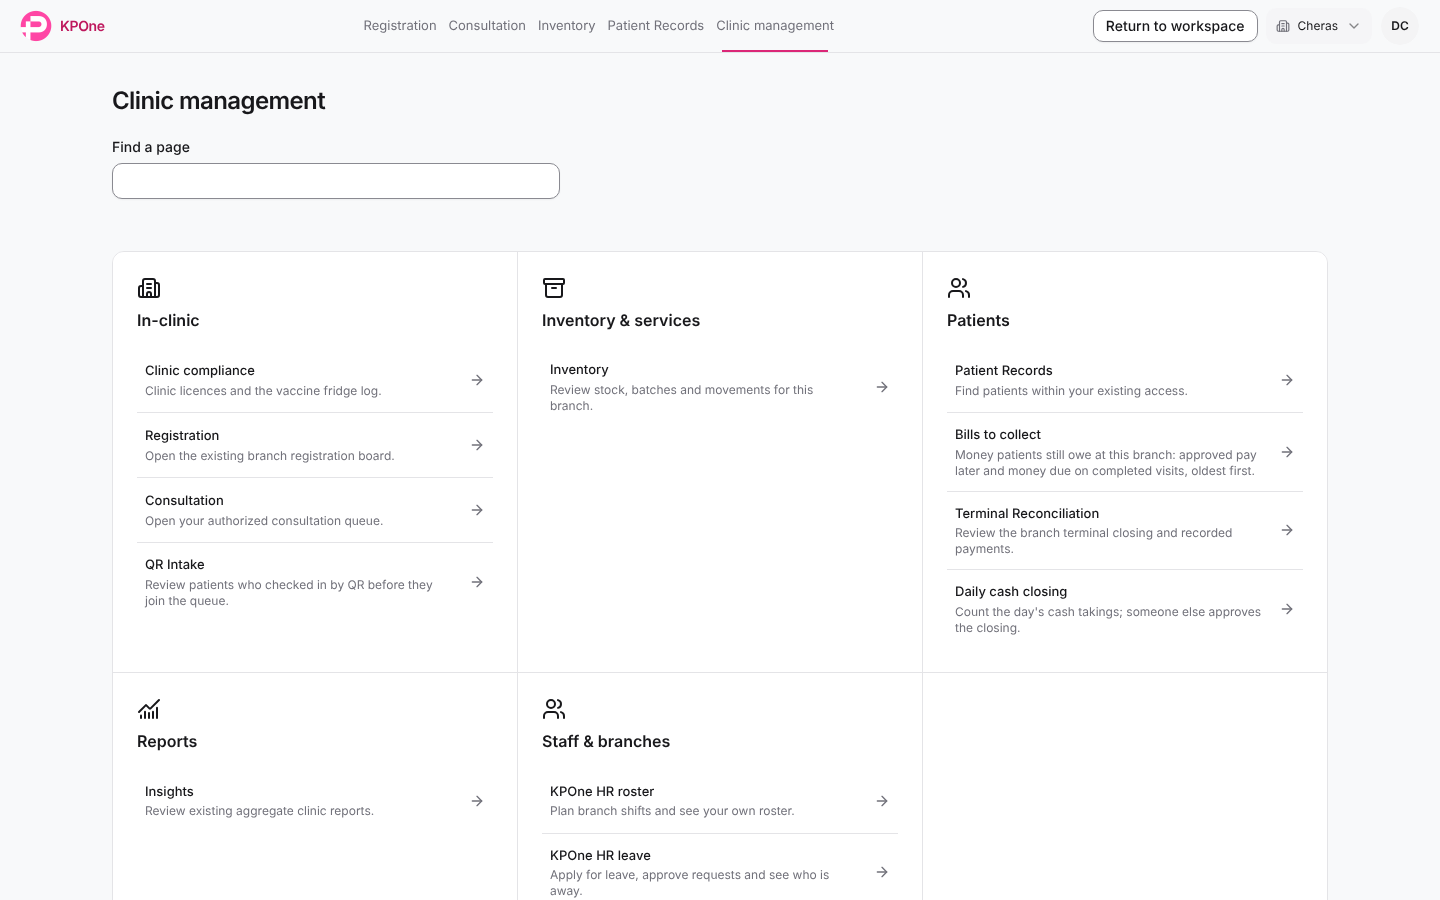 KPOne
Registration
Consultation
Inventory
Patient Records
Clinic management
Return to workspace
Cheras
DC
Clinic management
Find a page
In-clinic
Clinic compliance
Clinic licences and the vaccine fridge log.
Registration
Open the existing branch registration board.
Consultation
Open your authorized consultation queue.
QR Intake
Review patients who checked in by QR before they
join the queue.
Inventory & services
Inventory
Review stock, batches and movements for this
branch.
Patients
Patient Records
Find patients within your existing access.
Bills to collect
Money patients still owe at this branch: approved pay
later and money due on completed visits, oldest first.
Terminal Reconciliation
Review the branch terminal closing and recorded
payments.
Daily cash closing
Count the day's cash takings; someone else approves
the closing.
Reports
Insights
Review existing aggregate clinic reports.
Staff & branches
KPOne HR roster
Plan branch shifts and see your own roster.
KPOne HR leave
Apply for leave, approve requests and see who is
away.